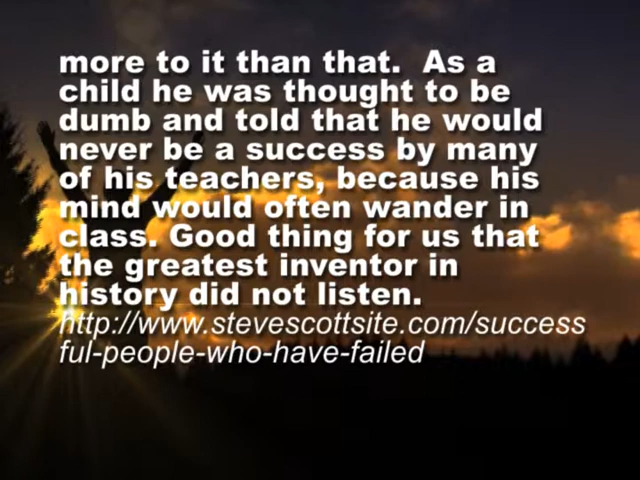 more to it than that.  As a
child he was thought to be
dumb and told that he would
never be a success by many
of his teachers, because his
mind would often wander in
class. Good thing for us that
the greatest inventor in
history did not listen.
http://www.stevescottsite.com/success
ful-people-who-have-failed